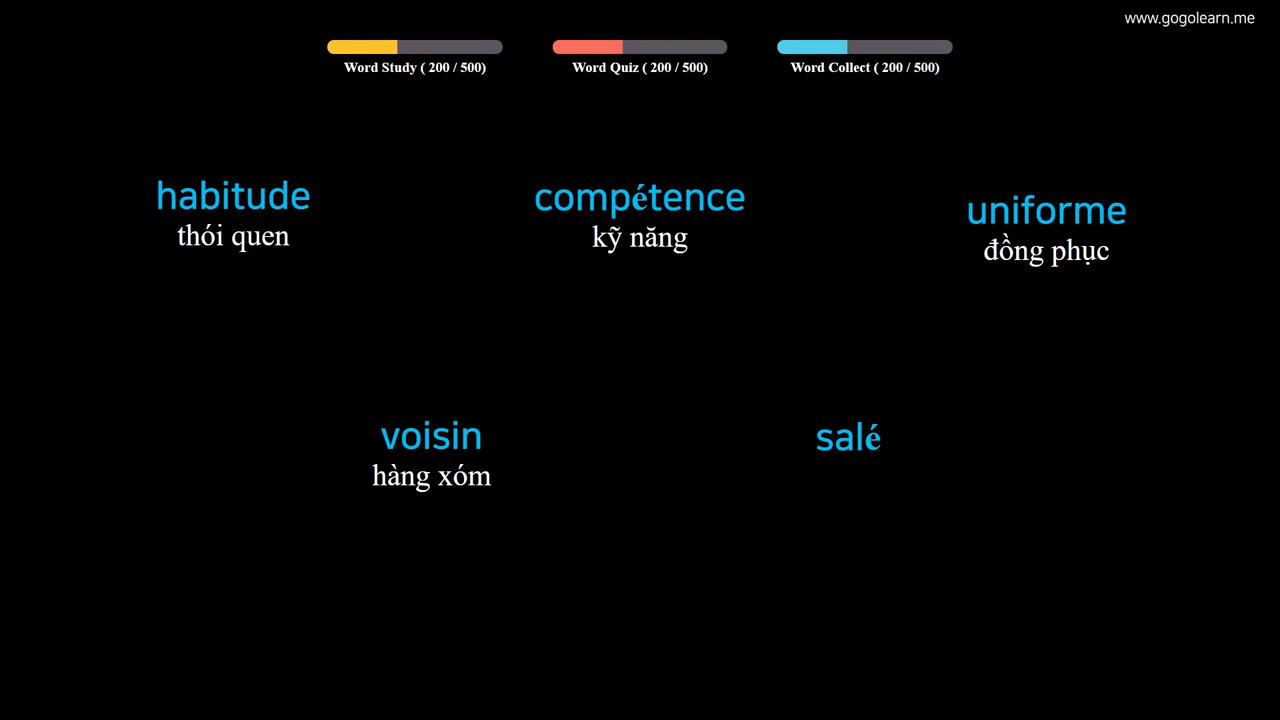 www.gogolearn.me
Word Study ( 200 / 500)
Word Quiz ( 200 / 500)
Word Collect ( 200 / 500)
habitude
thói quen
compétence
kỹ năng
uniforme
đồng phục
voisin
hàng xóm
salé